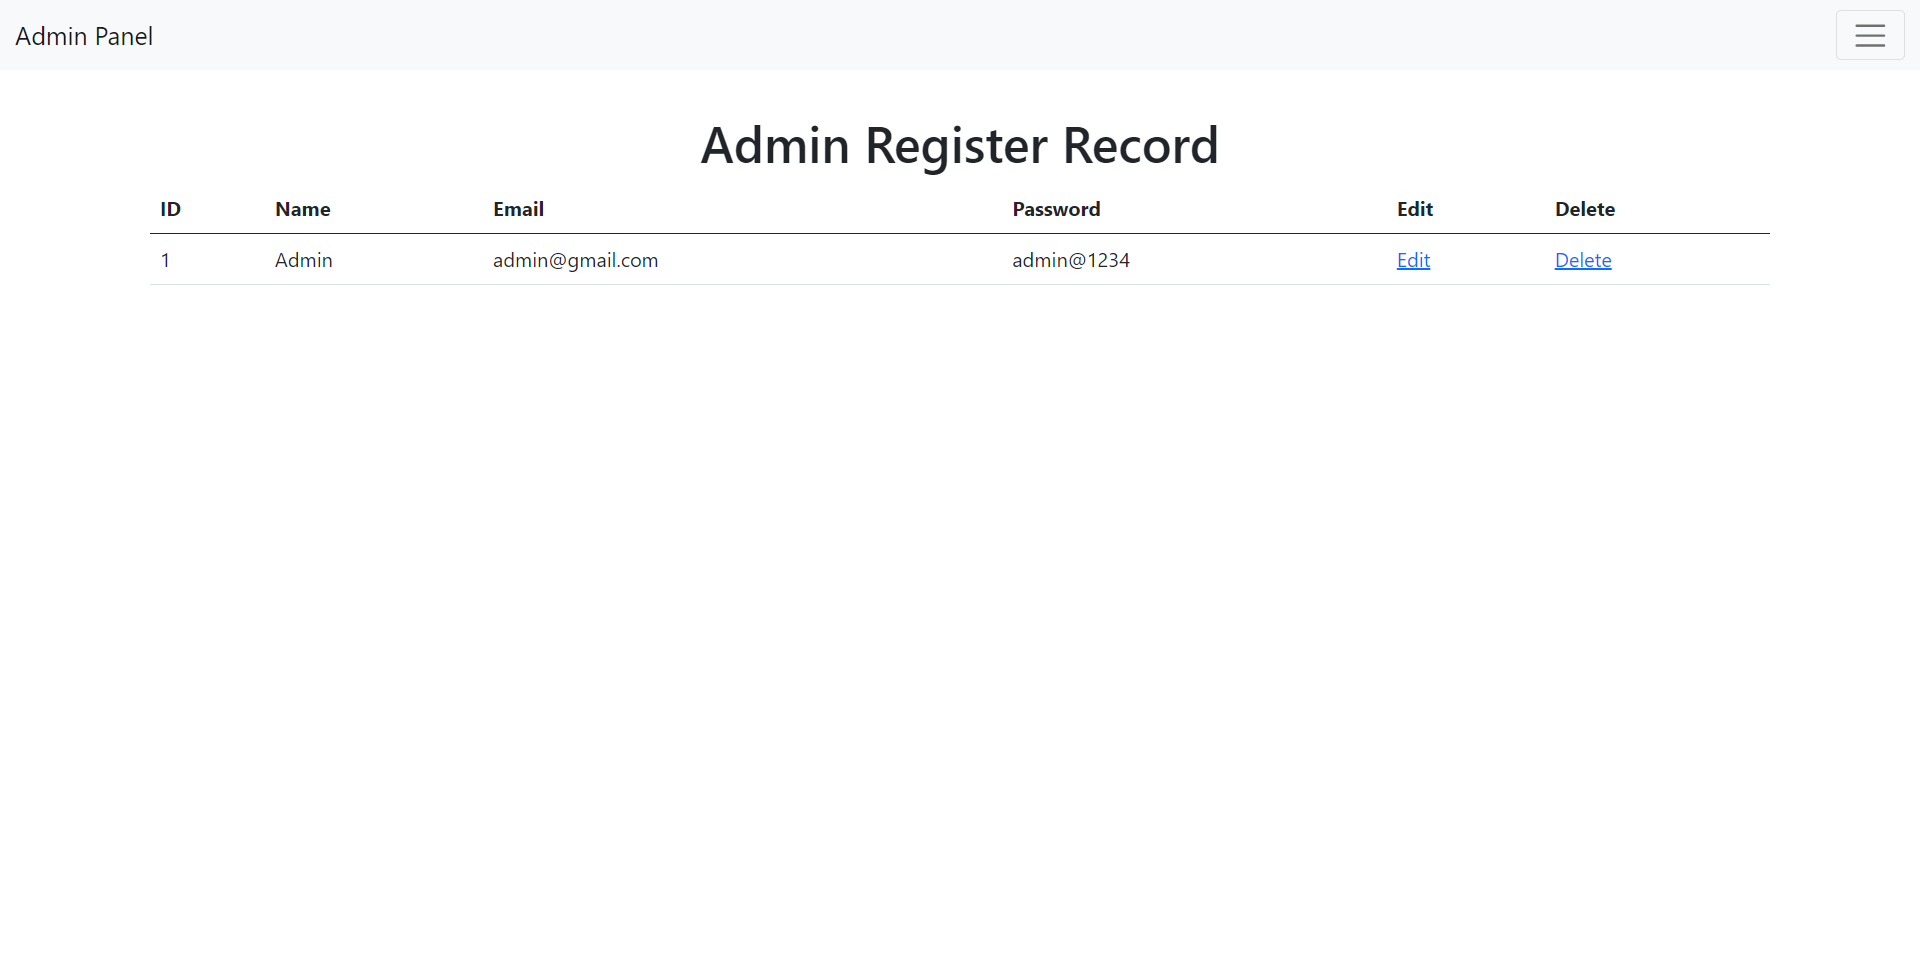 Admin Panel
Admin Register Record
ID Name Email Password Edit Delete
1 Admin admin@gmail.com admin@1234 Edit Delete